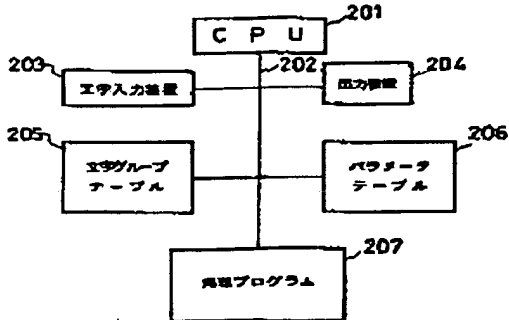 201
CPU
203
202
204
文字入力装置
出力装置
205
206
文字グループ
テーブル
パラメータ
テーブル
207
処理プログラム